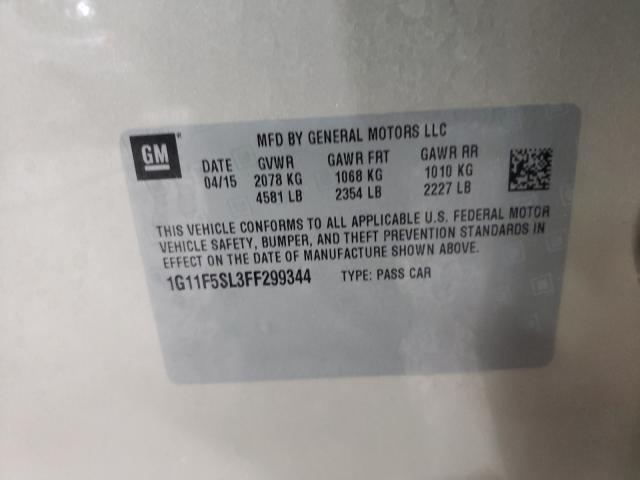 GM
MFD BY GENERAL MOTORS LLC
DATE GVWR GAWR FRT GAWR RR
04/15 2078 KG 1068 KG 1010 KG
4581 LB 2354 LB 2227 LB
THIS VEHICLE CONFORMS TO ALL APPLICABLE U.S. FEDERAL MOTOR
VEHICLE SAFETY, BUMPER, AND THEFT PREVENTION STANDARDS IN
EFFECT ON THE DATE OF MANUFACTURE SHOWN ABOVE.
1G11F5SL3FF299344 TYPE: PASS CAR